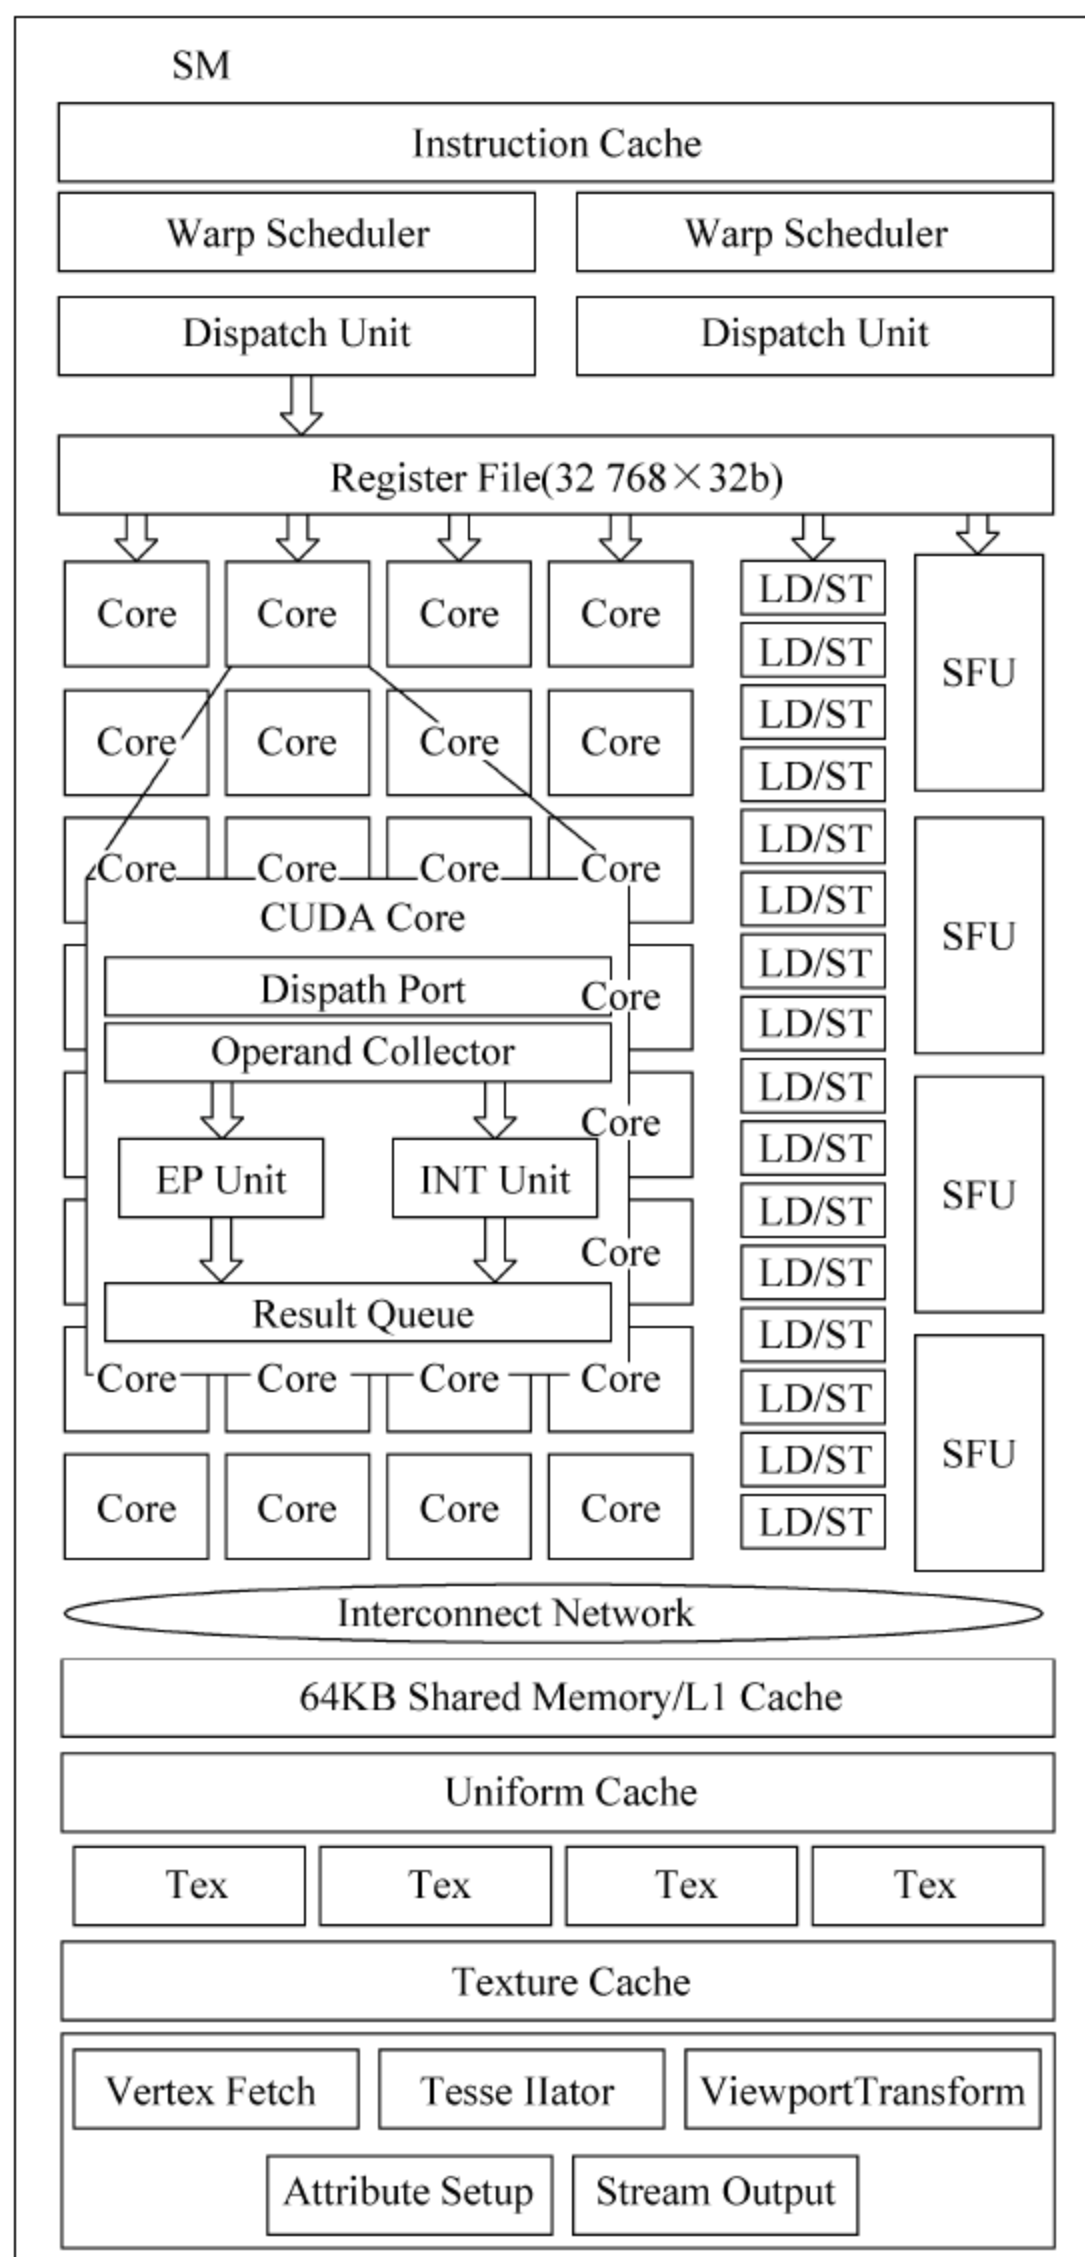 SM
Instruction Cache
Warp Scheduler Warp Scheduler
Dispatch Unit Dispatch Unit
Register File(32 768×32b)
Core Core Core Core LD/ST SFU
LD/ST
Core Core Core Core LD/ST
LD/ST
Core Core Core Core LD/ST SFU
CUDA Core LD/ST
Dispath Port Core LD/ST
Operand Collector LD/ST
Core LD/ST SFU
EP Unit INT Unit LD/ST
LD/ST
Core LD/ST
Result Queue LD/ST
Core Core Core Core LD/ST SFU
LD/ST
Core Core Core Core LD/ST
Interconnect Network
64KB Shared Memory/L1 Cache
Uniform Cache
Tex Tex Tex Tex
Texture Cache
Vertex Fetch Tesse IIator ViewportTransform
Attribute Setup Stream Output